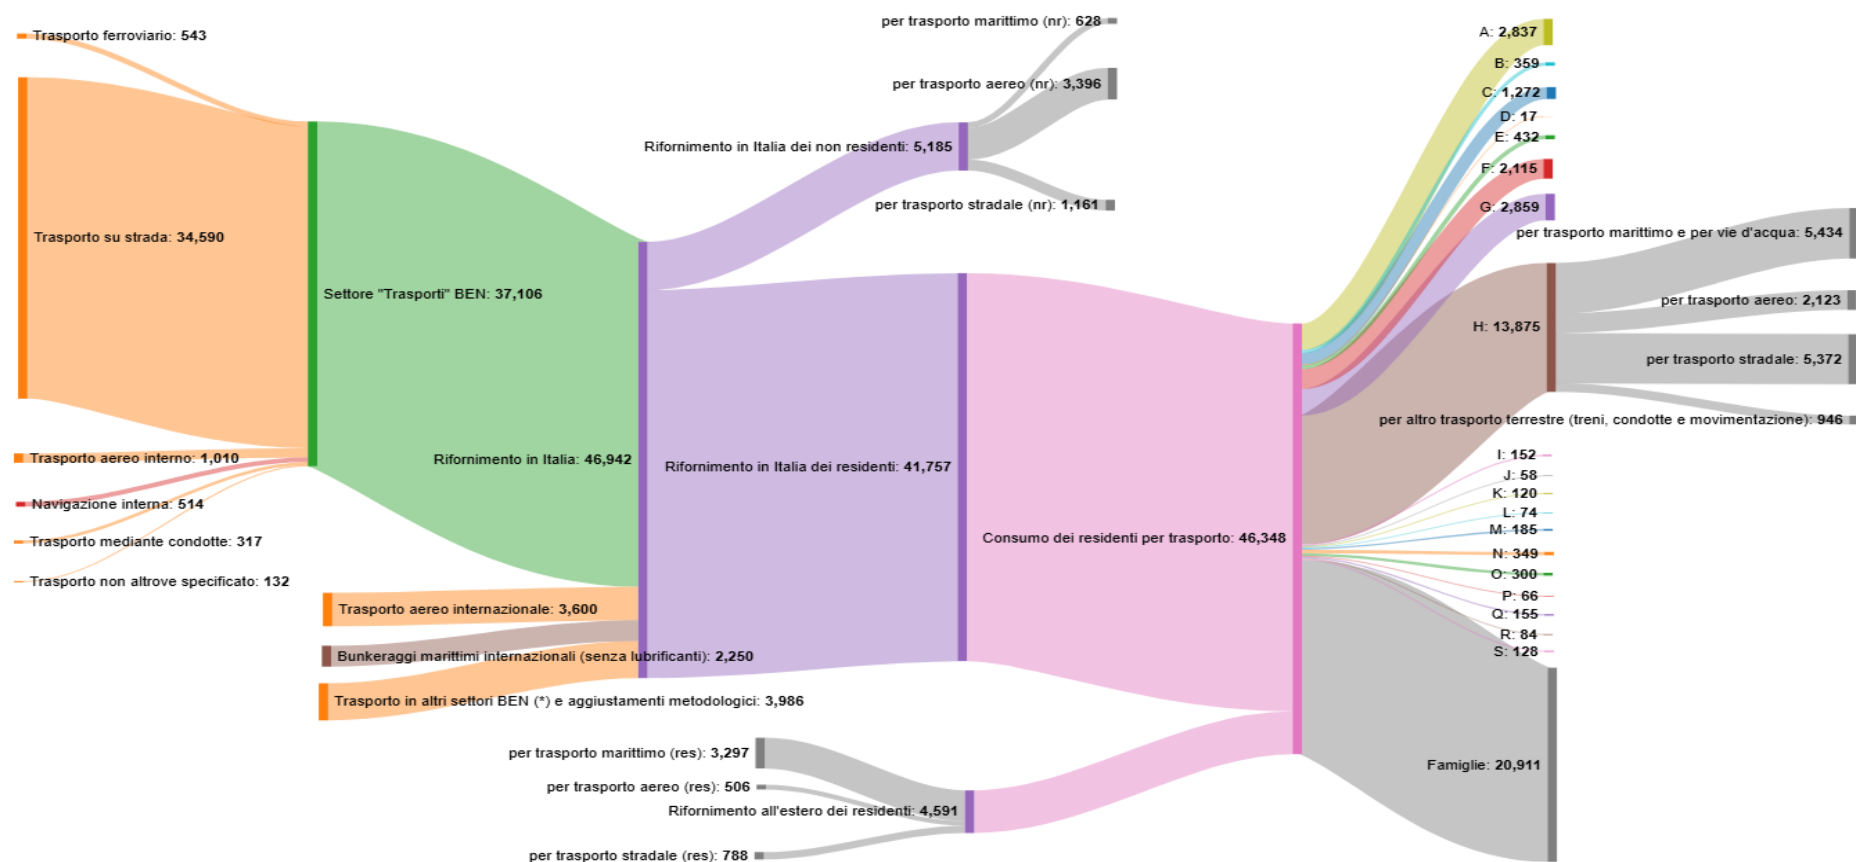 Trasporto ferroviario: 543
Trasporto su strada: 34,590
Trasporto aereo interno: 1,010
Navigazione interna: 514
Trasporto mediante condotte: 317
Trasporto non altrove specificato: 132
Settore "Trasporti" BEN: 37,106
Trasporto aereo internazionale: 3,600
Bunkeraggi marittimi internazionali (senza lubrificanti): 2,250
Trasporto in altri settori BEN (*) e aggiustamenti metodologici: 3,986
Rifornimento in Italia: 46,942
per trasporto marittimo (nr): 628
per trasporto aereo (nr): 3,396
Rifornimento in Italia dei non residenti: 5,185
per trasporto stradale (nr): 1,161
Rifornimento in Italia dei residenti: 41,757
per trasporto marittimo (res): 3,297
per trasporto aereo (res): 506
Rifornimento all'estero dei residenti: 4,591
per trasporto stradale (res): 788
Consumo dei residenti per trasporto: 46,348
A: 2,837
B: 359
C: 1,272
D: 17
E: 432
F: 2,115
G: 2,859
H: 13,875
I: 152
J: 58
K: 120
L: 74
M: 185
N: 349
O: 300
P: 66
Q: 155
R: 84
S: 128
Famiglie: 20,911
per trasporto marittimo e per vie d'acqua: 5,434
per trasporto aereo: 2,123
per trasporto stradale: 5,372
per altro trasporto terrestre (treni, condotte e movimentazione): 946